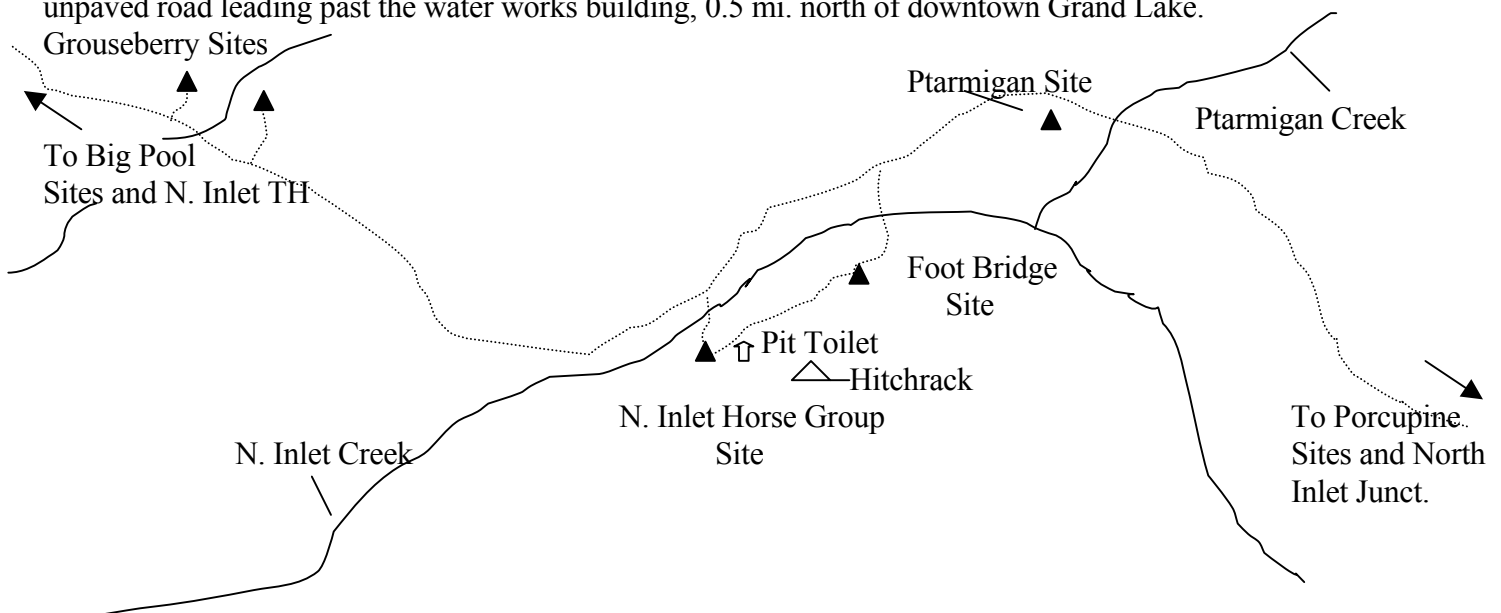 unpaved road leading past the water works building, 0.5 mi. north of downtown Grand Lake.
Grouseberry Sites
Ptarmigan Site
Ptarmigan Creek
To Big Pool
Sites and N. Inlet TH
Foot Bridge
Site
Pit Toilet
Hitchrack
N. Inlet Horse Group
Site
N. Inlet Creek
To Porcupine
Sites and North
Inlet Junct.